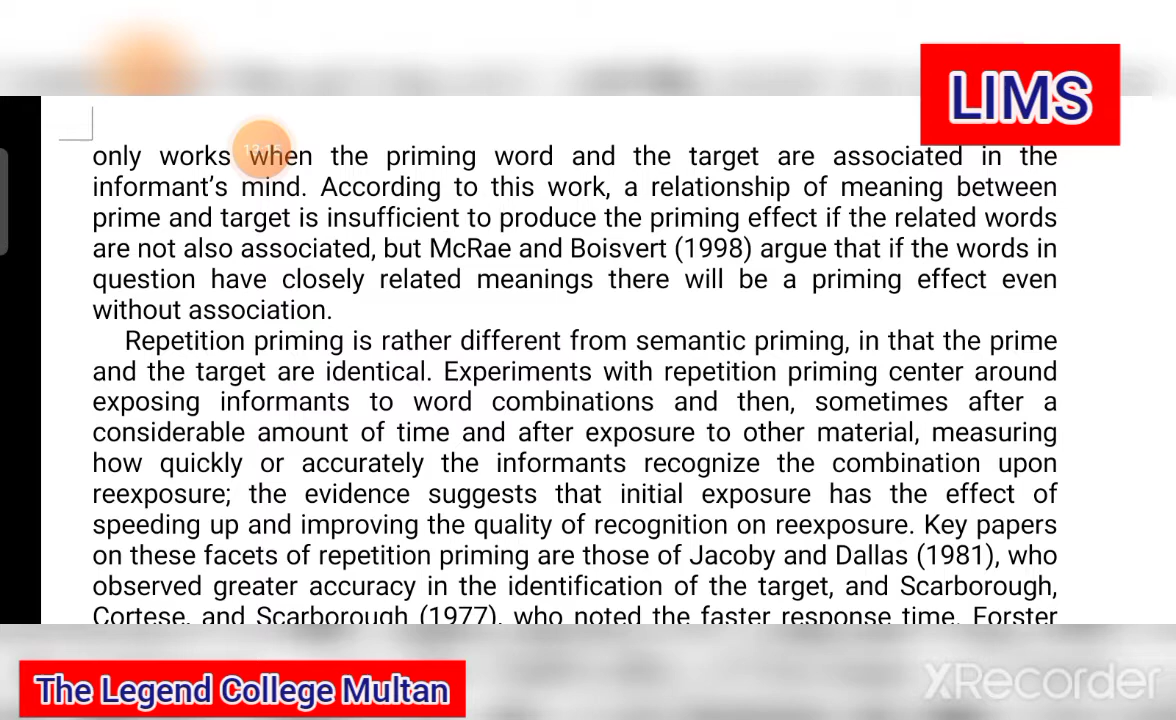 LIMS
only works when the priming word and the target are associated in the
informant's mind. According to this work, a relationship of meaning between
prime and target is insufficient to produce the priming effect if the related words
are not also associated, but McRae and Boisvert (1998) argue that if the words in
question have closely related meanings there will be a priming effect even
without association.
Repetition priming is rather different from semantic priming, in that the prime
and the target are identical. Experiments with repetition priming center around
exposing informants to word combinations and then, sometimes after a
considerable amount of time and after exposure to other material, measuring
how quickly or accurately the informants recognize the combination upon
reexposure; the evidence suggests that initial exposure has the effect of
speeding up and improving the quality of recognition on reexposure. Key papers
on these facets of repetition priming are those of Jacoby and Dallas (1981), who
observed greater accuracy in the identification of the target, and Scarborough,
Cortese, and Scarborough (1977), who noted the faster response time. Forster
The Legend College Multan
XRecorder